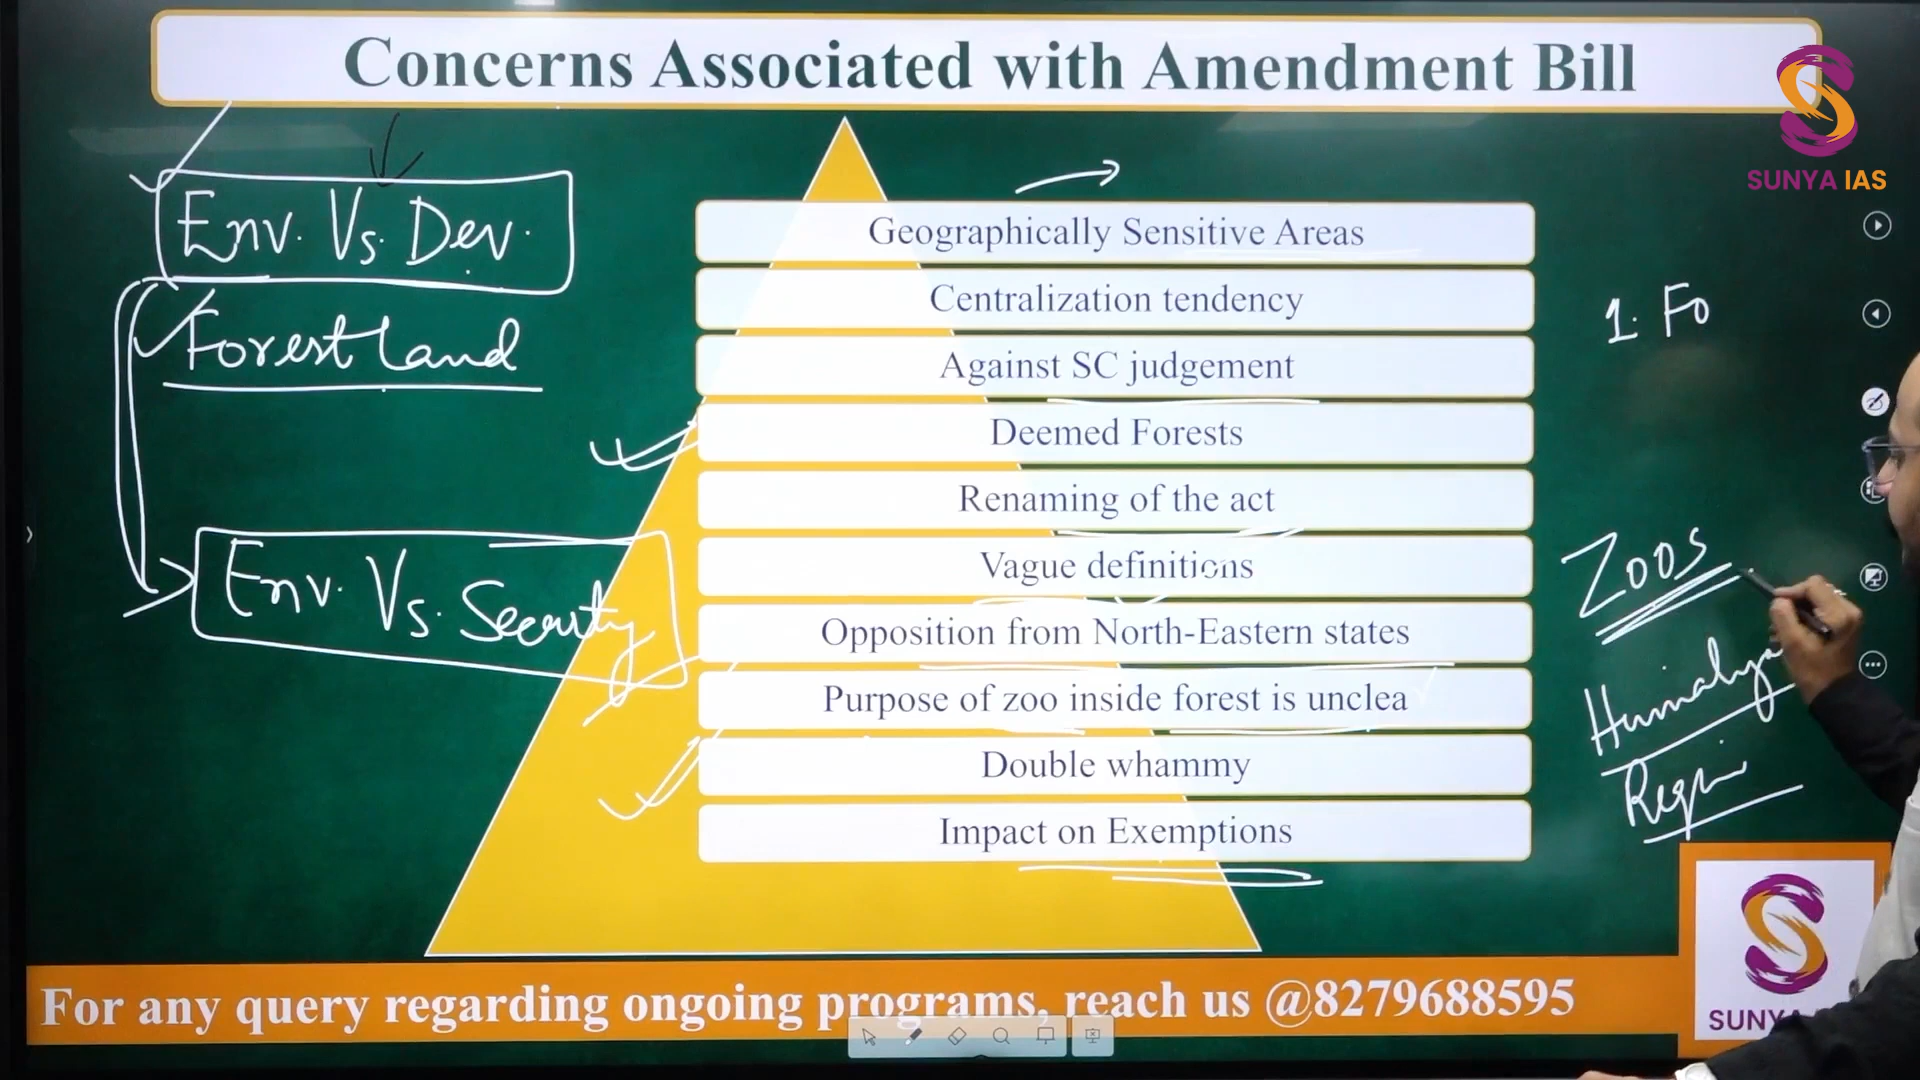 Concerns Associated with Amendment Bill
SUNYA IAS
Env. Vs. Dev.
Forest land
Env. Vs. Security
Geographically Sensitive Areas
Centralization tendency
Against SC judgement
Deemed Forests
Renaming of the act
Vague definitions
Opposition from North-Eastern states
Purpose of zoo inside forest is unclea
Double whammy
Impact on Exemptions
1. Fo
Zoos
For any query regarding ongoing programs, reach us @8279688595
SUNYA